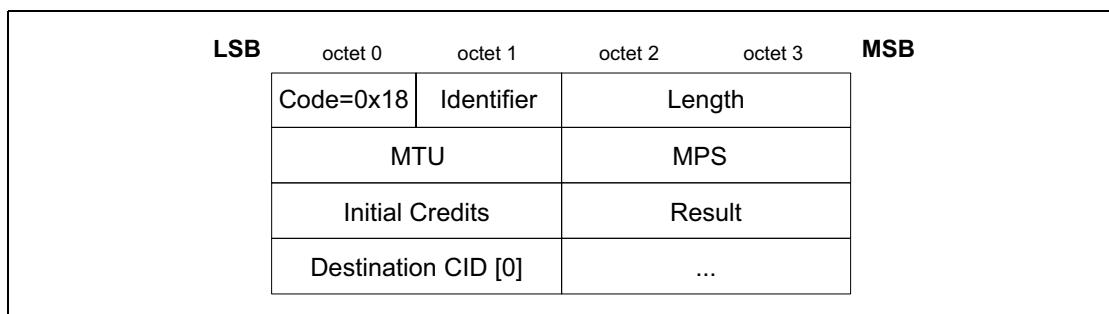 LSB octet 0 octet 1 octet 2 octet 3 MSB
Code=0x18 Identifier Length
MTU MPS
Initial Credits Result
Destination CID [0] ...